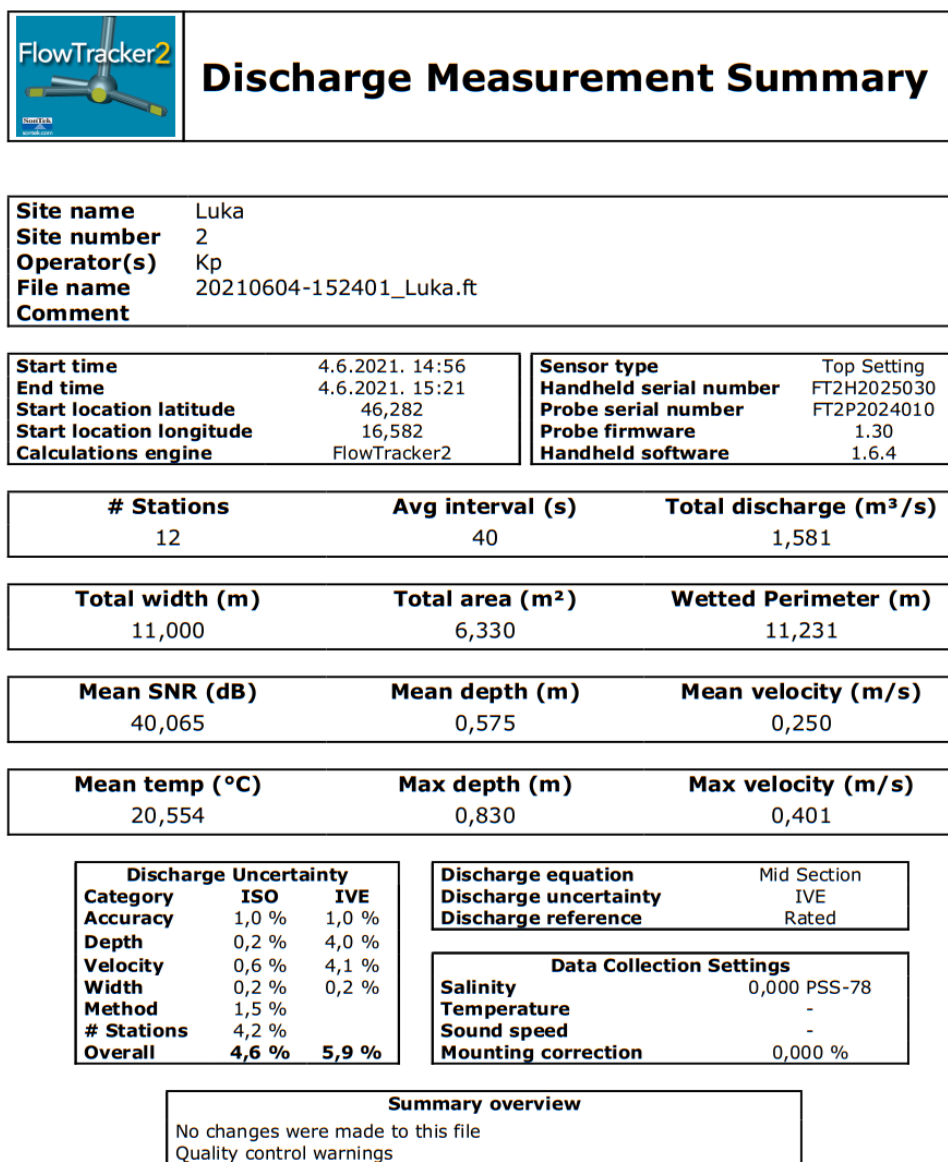 FlowTracker2
SonTek
sontek.com
Discharge Measurement Summary
Site name Luka
Site number 2
Operator(s) Kp
File name 20210604-152401_Luka.ft
Comment
Start time 4.6.2021. 14:56
End time 4.6.2021. 15:21
Start location latitude 46,282
Start location longitude 16,582
Calculations engine FlowTracker2
Sensor type Top Setting
Handheld serial number FT2H2025030
Probe serial number FT2P2024010
Probe firmware 1.30
Handheld software 1.6.4
# Stations Avg interval (s) Total discharge (m³/s)
12 40 1,581
Total width (m) Total area (m²) Wetted Perimeter (m)
11,000 6,330 11,231
Mean SNR (dB) Mean depth (m) Mean velocity (m/s)
40,065 0,575 0,250
Mean temp (°C) Max depth (m) Max velocity (m/s)
20,554 0,830 0,401
Discharge Uncertainty
Category ISO IVE
Accuracy 1,0 % 1,0 %
Depth 0,2 % 4,0 %
Velocity 0,6 % 4,1 %
Width 0,2 % 0,2 %
Method 1,5 %
# Stations 4,2 %
Overall 4,6 % 5,9 %
Discharge equation Mid Section
Discharge uncertainty IVE
Discharge reference Rated
Data Collection Settings
Salinity 0,000 PSS-78
Temperature -
Sound speed -
Mounting correction 0,000 %
Summary overview
No changes were made to this file
Quality control warnings